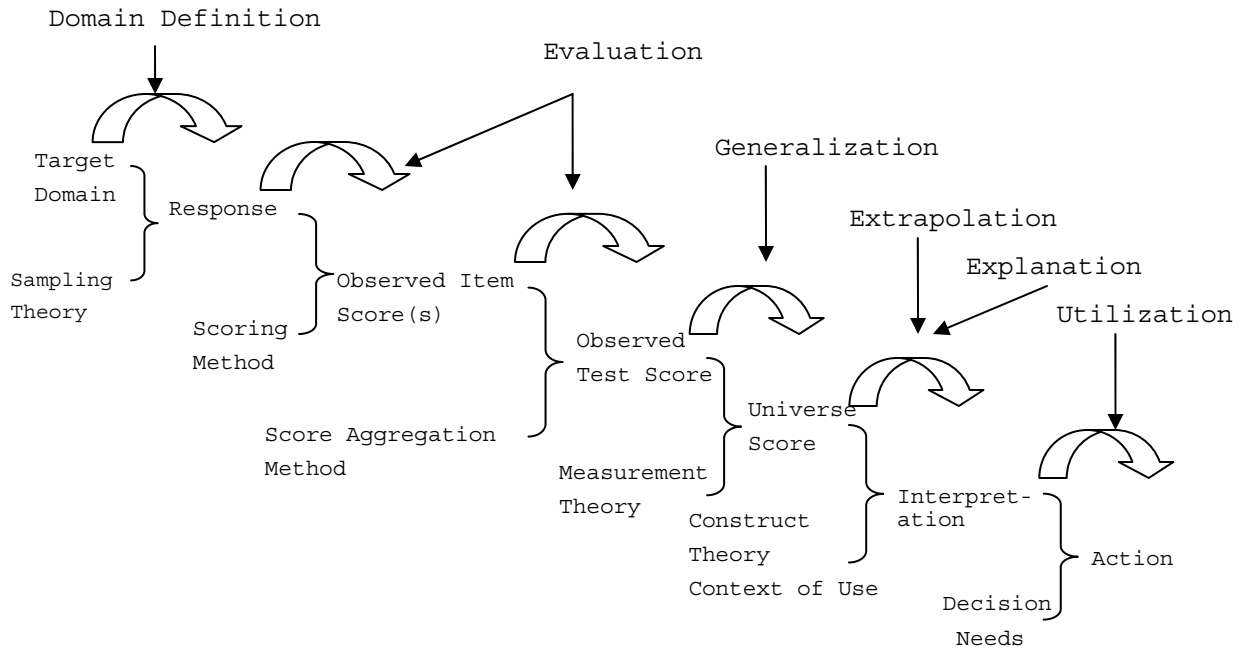 Domain Definition
Evaluation
Generalization
Extrapolation
Explanation
Utilization
Target
Domain
Sampling
Theory
Response
Scoring
Method
Observed Item
Score(s)
Score Aggregation
Method
Observed
Test Score
Measurement
Theory
Universe
Score
Construct
Theory
Context of Use
Interpret-
ation
Decision
Needs
Action